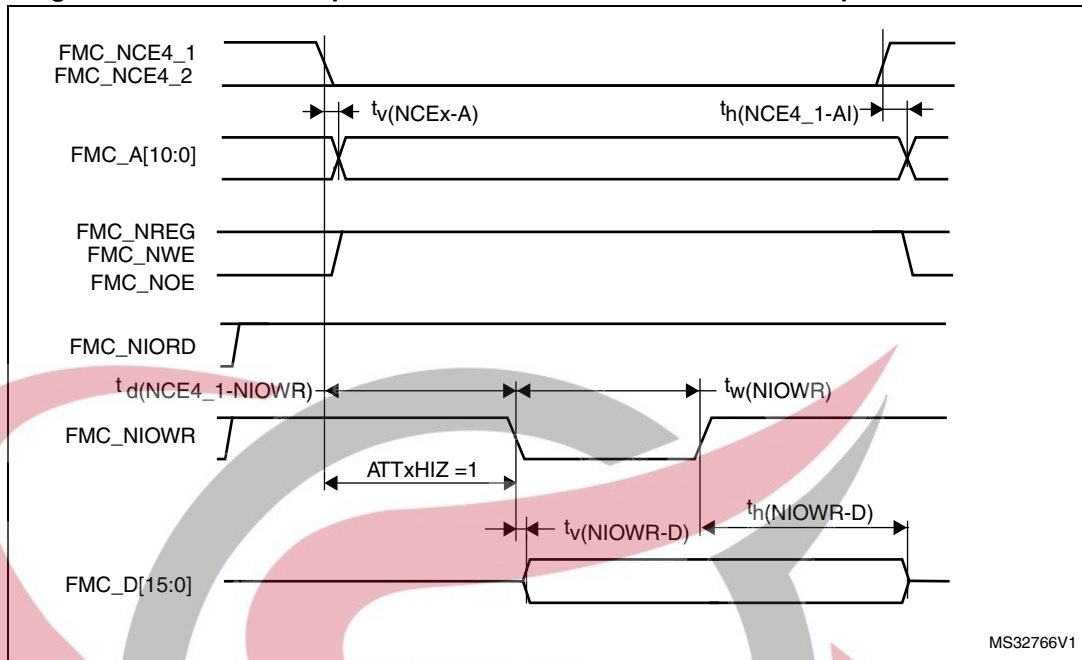 FMC_NCE4_1
FMC_NCE4_2
tv(NCEx-A)
th(NCE4_1-AI)
FMC_A[10:0]
FMC_NREG
FMC_NWE
FMC_NOE
FMC_NIORD
td(NCE4_1-NIOWR)
tw(NIOWR)
FMC_NIOWR
ATTxHIZ =1
tv(NIOWR-D)
th(NIOWR-D)
FMC_D[15:0]
MS32766V1